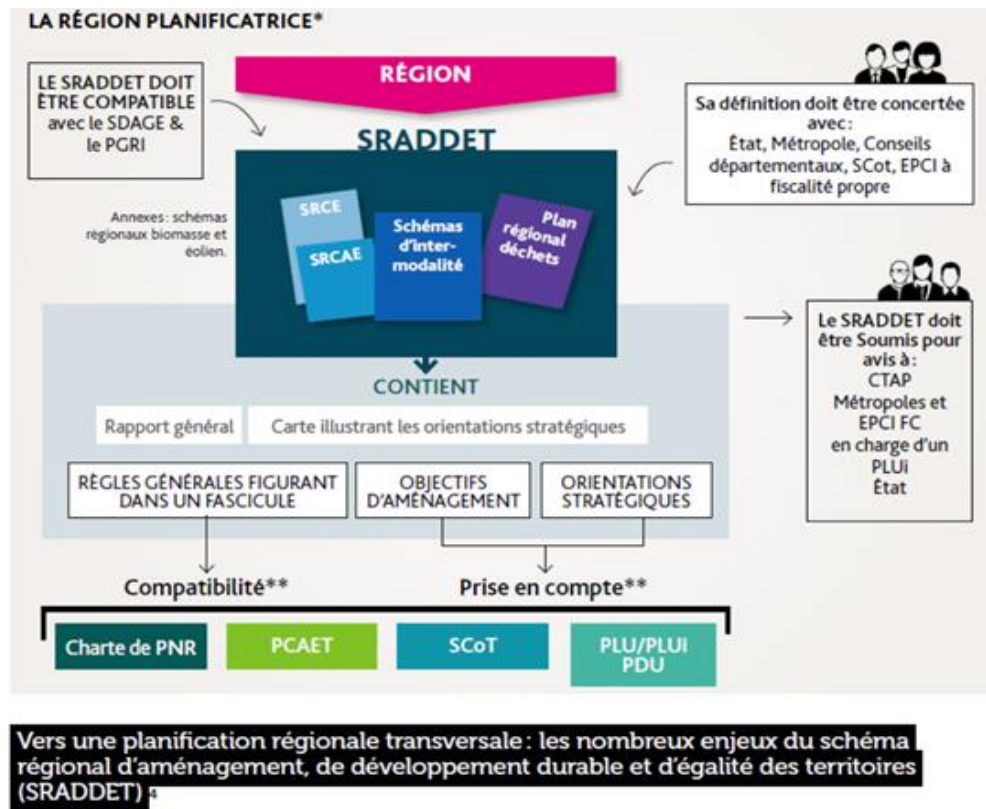 LA RÉGION PLANIFICATRICE*
RÉGION
LE SRADDET DOIT
ÊTRE COMPATIBLE
avec le SDAGE &
le PGRI
Sa définition doit être concertée
avec :
État, Métropole, Conseils
départementaux, SCot, EPCI à
fiscalité propre
SRADDET
SRCE
SRCAE
Schémas
d'inter-
modalité
Plan
régional
déchets
Annexes : schémas
régionaux biomasse et
éolien.
Le SRADDET doit
être Soumis pour
avis à :
CTAP
Métropoles et
EPCI FC
en charge d'un
PLUi
État
CONTIENT
Rapport général
Carte illustrant les orientations stratégiques
RÈGLES GÉNÉRALES FIGURANT
DANS UN FASCICULE
OBJECTIFS
D'AMÉNAGEMENT
ORIENTATIONS
STRATÉGIQUES
Compatibilité**
Prise en compte**
Charte de PNR
PCAET
SCoT
PLU/PLUI
PDU
Vers une planification régionale transversale : les nombreux enjeux du schéma
régional d'aménagement, de développement durable et d'égalité des territoires
(SRADDET) 4